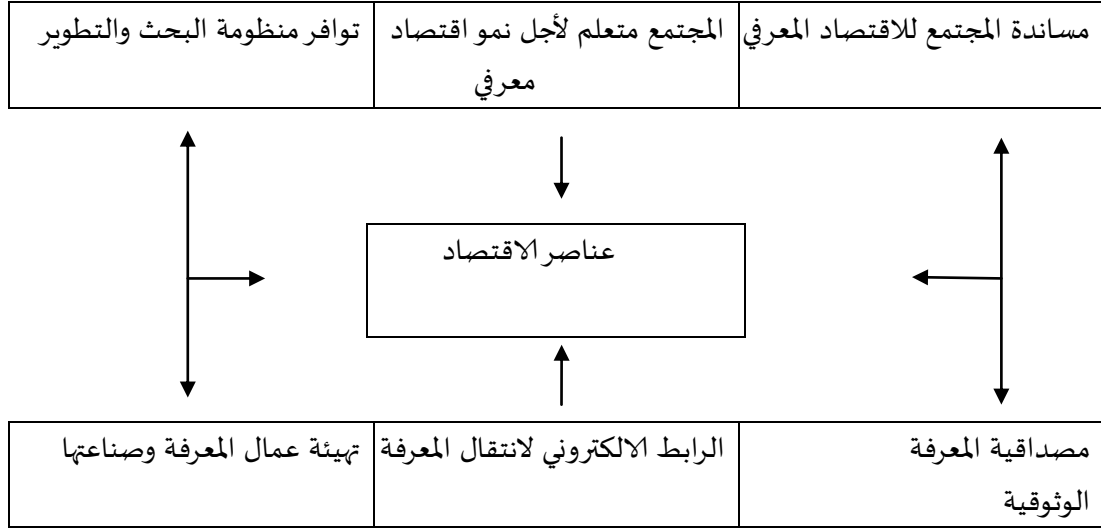 مساندة المجتمع للاقتصاد المعرفي
المجتمع متعلم لأجل نمو اقتصاد
معرفي
توافر منظومة البحث والتطوير
عناصر الاقتصاد
مصداقية المعرفة
الوثوقية
الرابط الالكتروني لانتقال المعرفة
تهيئة عمال المعرفة وصناعتها